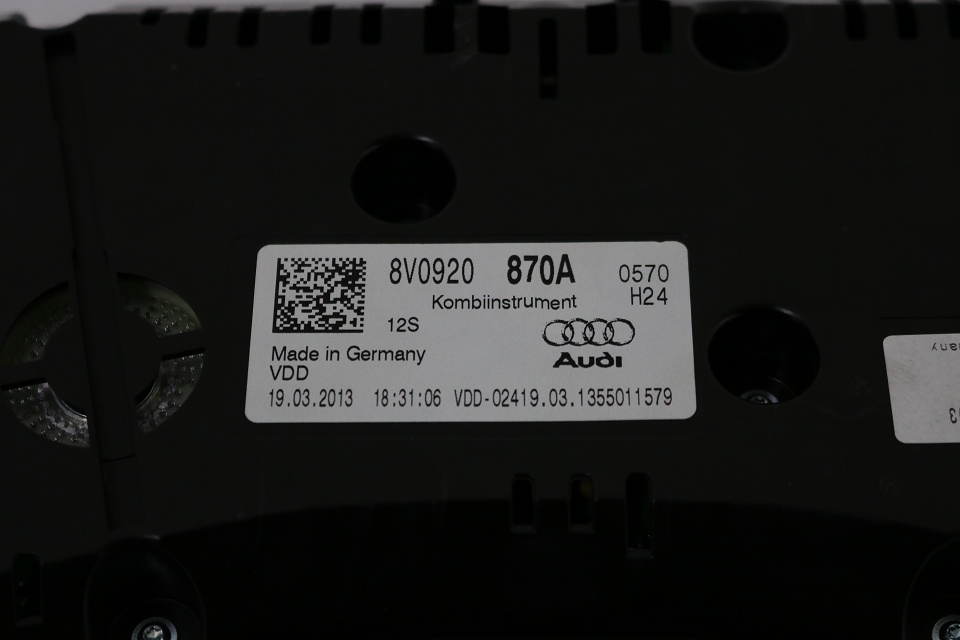 8V0920 870A 0570
Kombiinstrument H24
12S
Audi
Made in Germany
VDD
19.03.2013 18:31:06 VDD-02419.03.1355011579